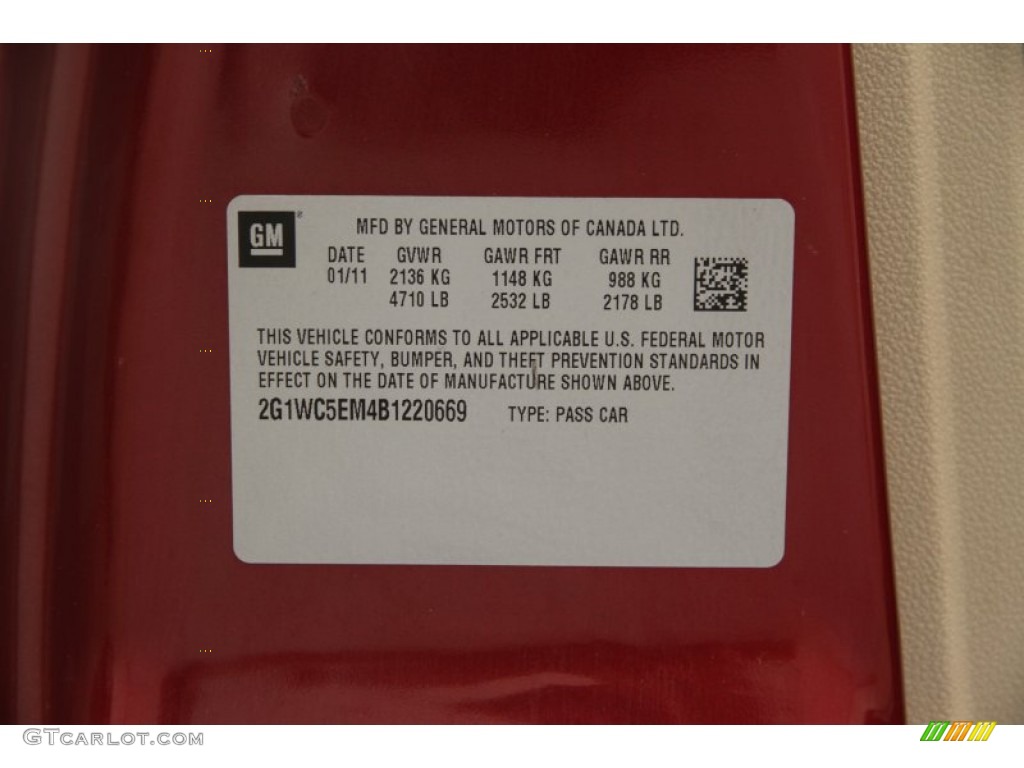 GM
MFD BY GENERAL MOTORS OF CANADA LTD.
DATE GVWR GAWR FRT GAWR RR
01/11 2136 KG 1148 KG 988 KG
4710 LB 2532 LB 2178 LB
THIS VEHICLE CONFORMS TO ALL APPLICABLE U.S. FEDERAL MOTOR
VEHICLE SAFETY, BUMPER, AND THEFT PREVENTION STANDARDS IN
EFFECT ON THE DATE OF MANUFACTURE SHOWN ABOVE.
2G1WC5EM4B1220669 TYPE: PASS CAR
GTCARLOT.COM